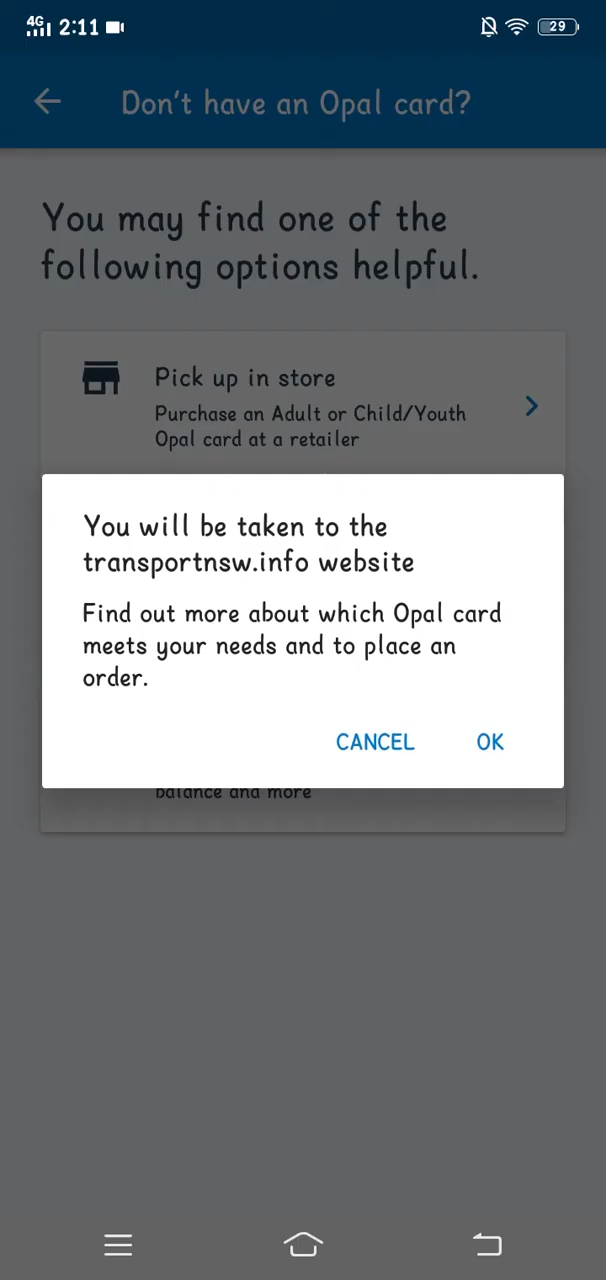 4G 2:11 29
Don't have an Opal card?
You may find one of the
following options helpful.
Pick up in store
Purchase an Adult or Child/Youth
Opal card at a retailer
You will be taken to the
transportnsw.info website
Find out more about which Opal card
meets your needs and to place an
order.
CANCEL OK
balance and more